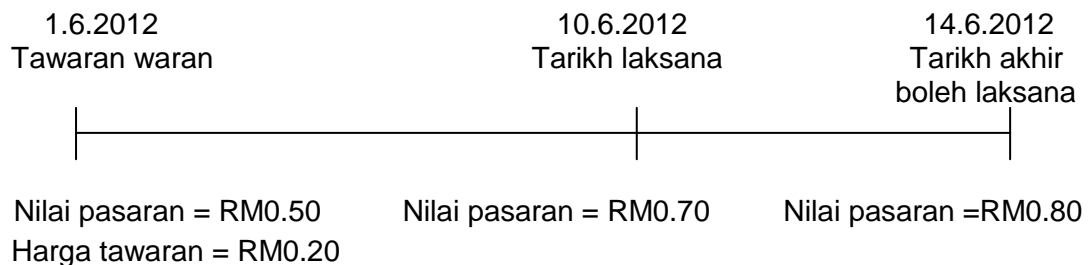 1.6.2012
Tawaran waran
10.6.2012
Tarikh laksana
14.6.2012
Tarikh akhir
boleh laksana
Nilai pasaran = RM0.50
Harga tawaran = RM0.20
Nilai pasaran = RM0.70
Nilai pasaran =RM0.80